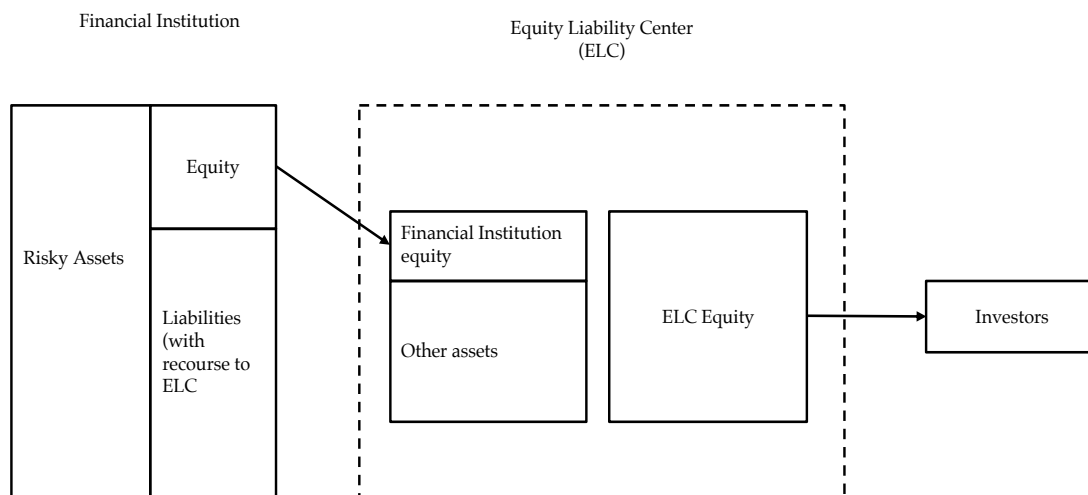 Financial Institution
Equity Liability Center
(ELC)
Equity
Risky Assets
Liabilities
(with
recourse to
ELC
Financial Institution
equity
Other assets
ELC Equity
Investors